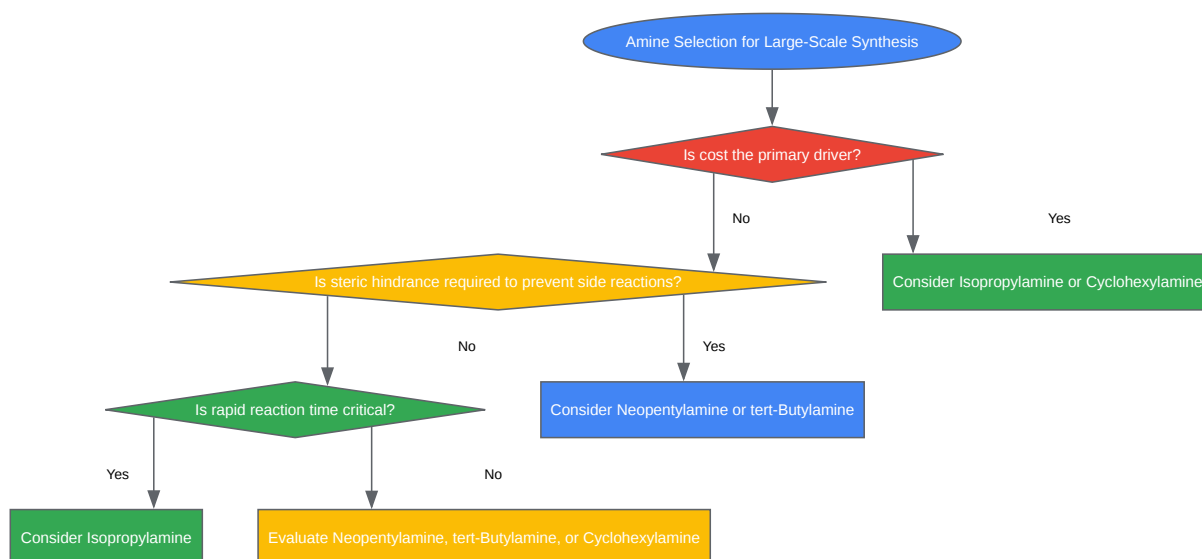 Amine Selection for Large-Scale Synthesis
Is cost the primary driver?
No
Yes
Is steric hindrance required to prevent side reactions?
Consider Isopropylamine or Cyclohexylamine
No
Yes
Is rapid reaction time critical?
Consider Neopentylamine or tert-Butylamine
Yes
No
Consider Isopropylamine
Evaluate Neopentylamine, tert-Butylamine, or Cyclohexylamine